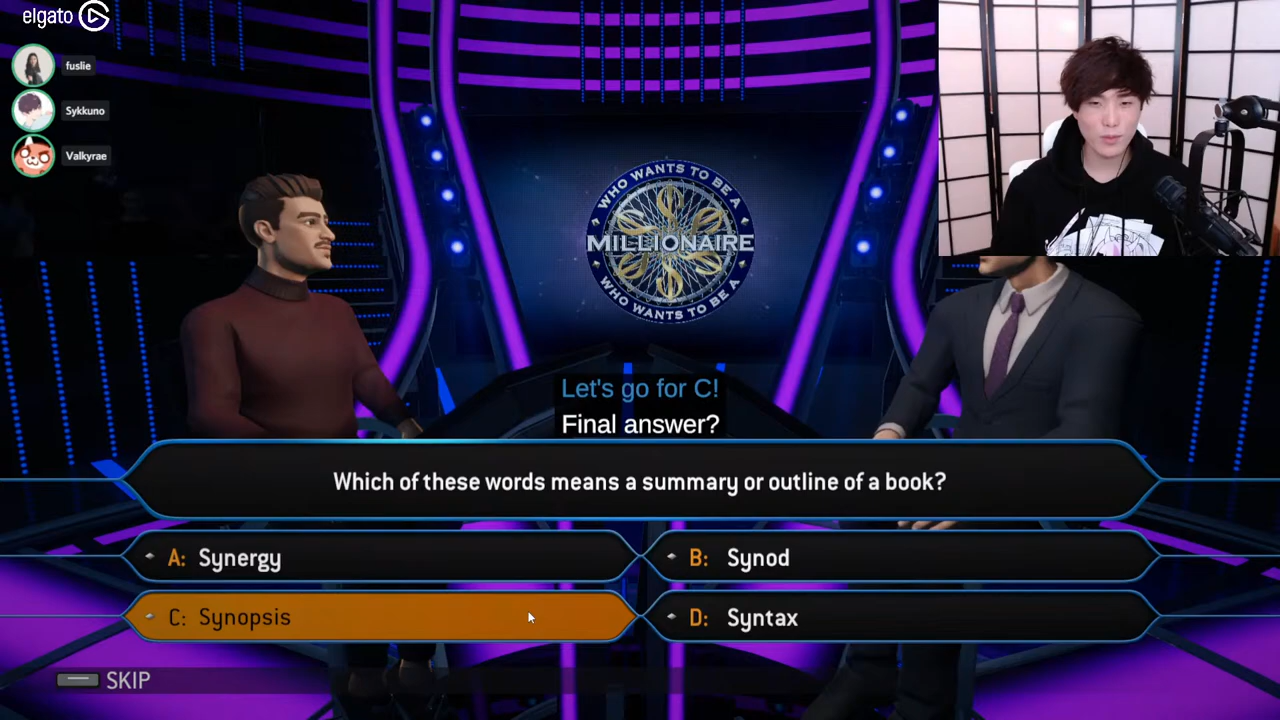 elgato
fuslie
Sykkuno
Valkyrae
WHO WANTS TO BE A
MILLIONAIRE
WHO WANTS TO BE A
Let's go for C!
Final answer?
Which of these words means a summary or outline of a book?
A: Synergy
B: Synod
C: Synopsis
D: Syntax
SKIP